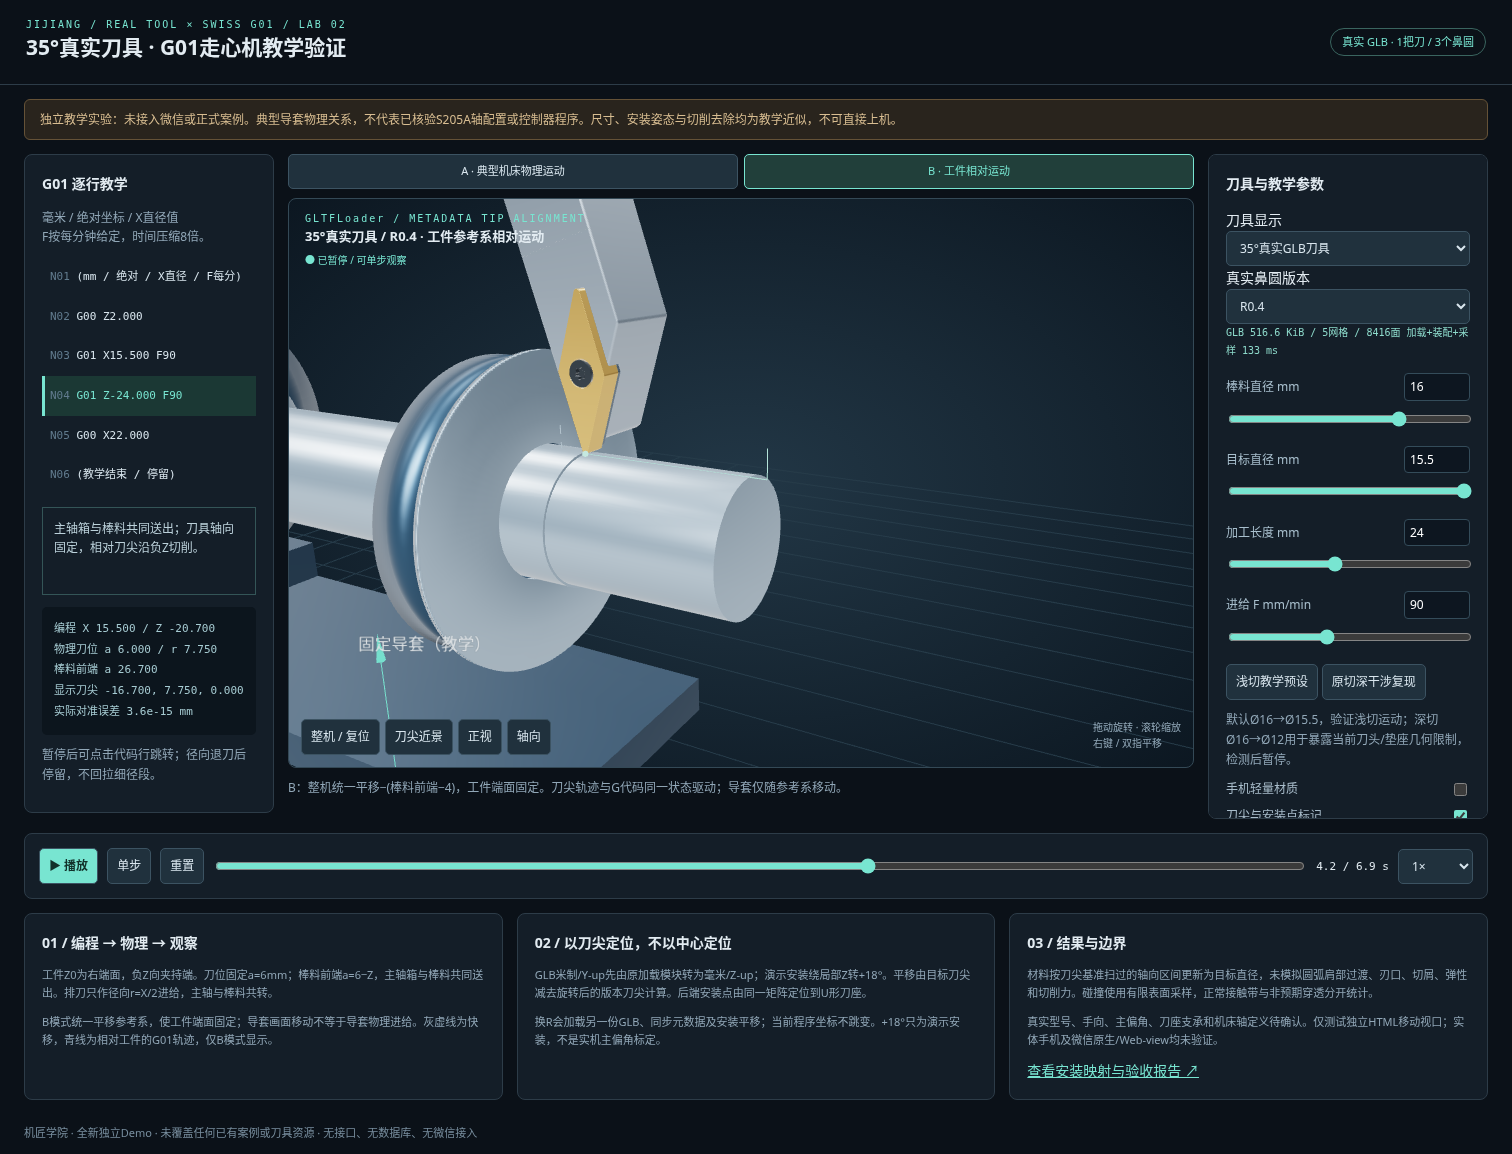 JIJIANG / REAL TOOL × SWISS G01 / LAB 02
35°真实刀具 · G01走心机教学验证
真实 GLB · 1把刀 / 3个鼻圆
独立教学实验：未接入微信或正式案例。典型导套物理关系，不代表已核验S205A轴配置或控制器程序。尺寸、安装姿态与切削去除均为教学近似，不可直接上机。
G01 逐行教学
毫米 / 绝对坐标 / X直径值
F按每分钟给定，时间压缩8倍。
N01 (mm / 绝对 / X直径 / F每分)
N02 G00 Z2.000
N03 G01 X15.500 F90
N04 G01 Z-24.000 F90
N05 G00 X22.000
N06 (教学结束 / 停留)
主轴箱与棒料共同送出；刀具轴向
固定，相对刀尖沿负Z切削。
编程 X 15.500 / Z -20.700
物理刀位 a 6.000 / r 7.750
棒料前端 a 26.700
显示刀尖 -16.700, 7.750, 0.000
实际对准误差 3.6e-15 mm
暂停后可点击代码行跳转；径向退刀后
停留，不回拉细径段。
A · 典型机床物理运动
B · 工件相对运动
GLTFLoader / METADATA TIP ALIGNMENT
35°真实刀具 / R0.4 · 工件参考系相对运动
已暂停 / 可单步观察
固定导套（教学）
整机 / 复位
刀尖近景
正视
轴向
拖动旋转 · 滚轮缩放
右键 / 双指平移
B：整机统一平移−(棒料前端−4)，工件端面固定。刀尖轨迹与G代码同一状态驱动；导套仅随参考系移动。
刀具与教学参数
刀具显示
35°真实GLB刀具
真实鼻圆版本
R0.4
GLB 516.6 KiB / 5网格 / 8416面 加载+装配+采
样 133 ms
棒料直径 mm
16
目标直径 mm
15.5
加工长度 mm
24
进给 F mm/min
90
浅切教学预设
原切深干涉复现
默认Ø16→Ø15.5，验证浅切运动；深切
Ø16→Ø12用于暴露当前刀头/垫座几何限制，
检测后暂停。
手机轻量材质
刀尖与安装点标记
▶ 播放
单步
重置
4.2 / 6.9 s
1×
01 / 编程 → 物理 → 观察
工件Z0为右端面，负Z向夹持端。刀位固定a=6mm；棒料前端a=6−Z，主轴箱与棒料共同送
出。排刀只作径向r=X/2进给，主轴与棒料共转。
B模式统一平移参考系，使工件端面固定；导套画面移动不等于导套物理进给。灰虚线为快
移，青线为相对工件的G01轨迹，仅B模式显示。
02 / 以刀尖定位，不以中心定位
GLB米制/Y-up先由原加载模块转为毫米/Z-up；演示安装绕局部Z转+18°。平移由目标刀尖
减去旋转后的版本刀尖计算。后端安装点由同一矩阵定位到U形刀座。
换R会加载另一份GLB、同步元数据及安装平移；当前程序坐标不跳变。+18°只为演示安
装，不是实机主偏角标定。
03 / 结果与边界
材料按刀尖基准扫过的轴向区间更新为目标直径，未模拟圆弧肩部过渡、刃口、切屑、弹性
和切削力。碰撞使用有限表面采样，正常接触带与非预期穿透分开统计。
真实型号、手向、主偏角、刀座支承和机床轴定义待确认。仅测试独立HTML移动视口；实
体手机及微信原生/Web-view均未验证。
查看安装映射与验收报告 ↗
机匠学院 · 全新独立Demo · 未覆盖任何已有案例或刀具资源 · 无接口、无数据库、无微信接入